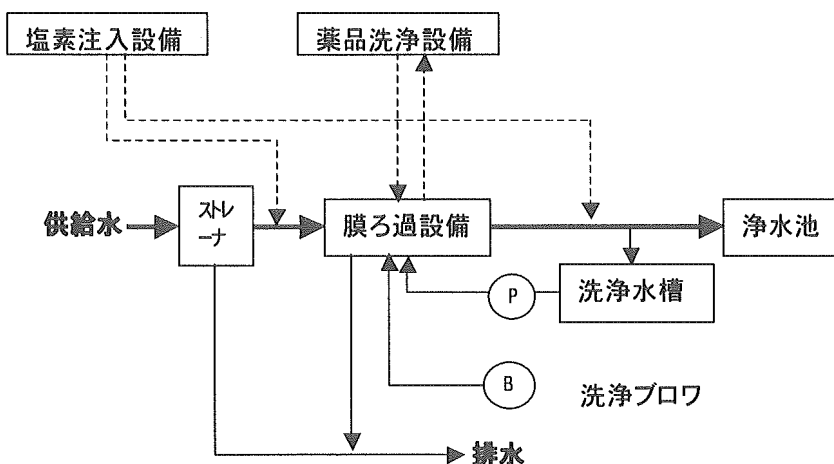 塩素注入設備
薬品洗浄設備
供給水
ストレ
ーナ
膜ろ過設備
浄水池
P
洗浄水槽
B
洗浄ブロワ
排水